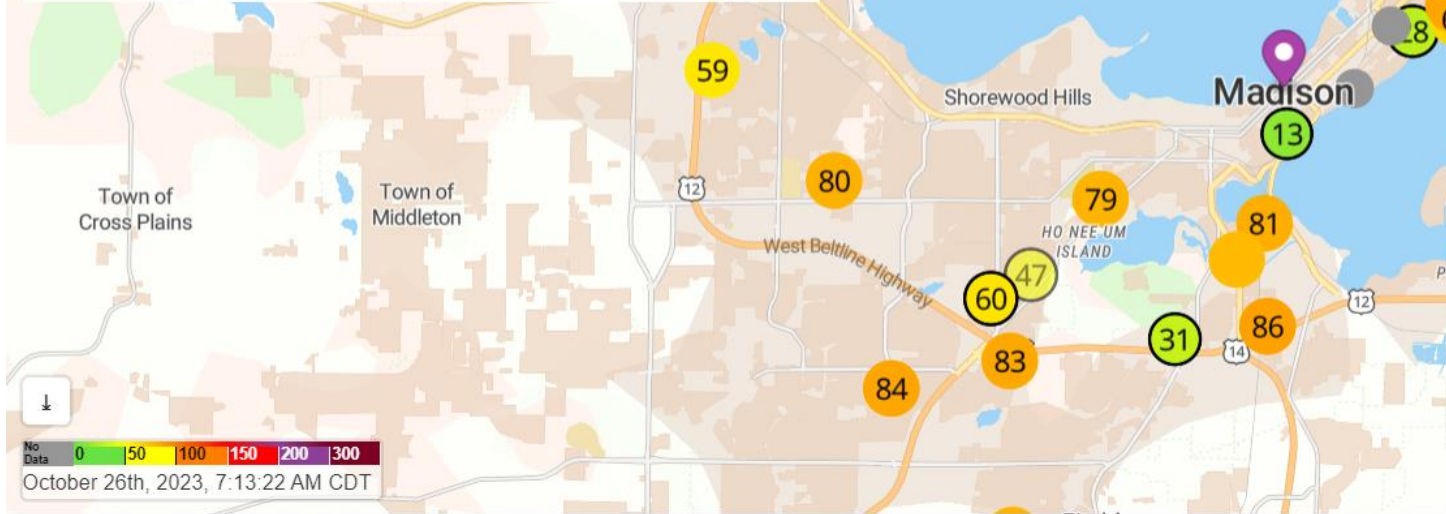 59
28
Shorewood Hills
Madison
13
Town of
Cross Plains
Town of
Middleton
12
80
79
HO NEE UM
ISLAND
81
West Beltline Highway
47
60
12
31
86
14
83
84
No
Data
0
50
100
150
200
300
October 26th, 2023, 7:13:22 AM CDT